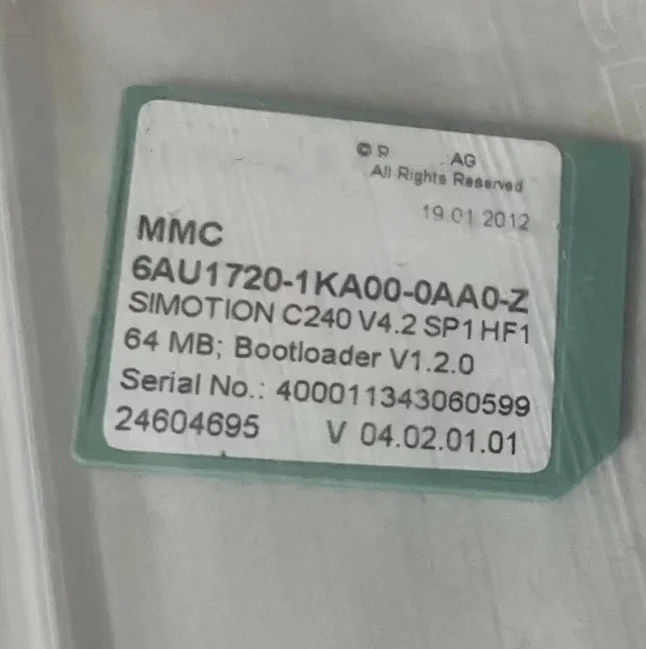 © AG
All Rights Reserved
19 01 2012
MMC
6AU1720-1KA00-0AA0-Z
SIMOTION C240 V4.2 SP1 HF1
64 MB; Bootloader V1.2.0
Serial No.: 400011343060599
24604695 V 04.02.01.01